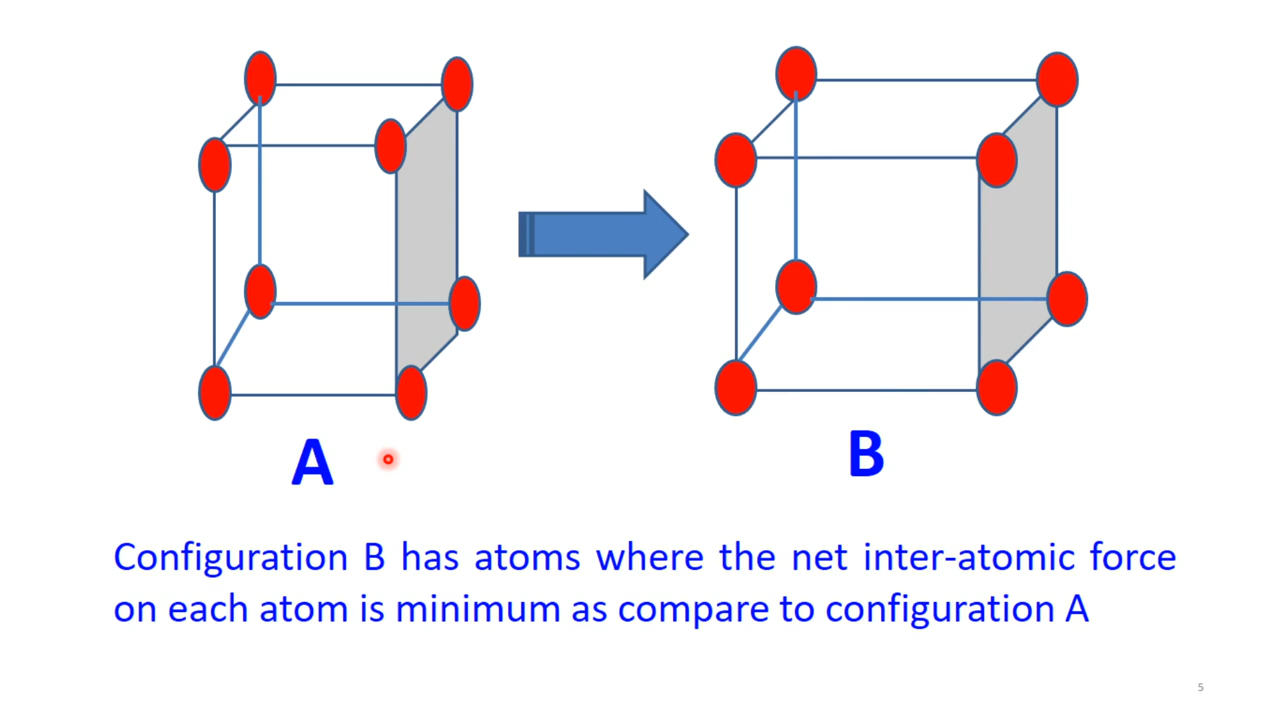 A
B
Configuration B has atoms where the net inter-atomic force
on each atom is minimum as compare to configuration A
5